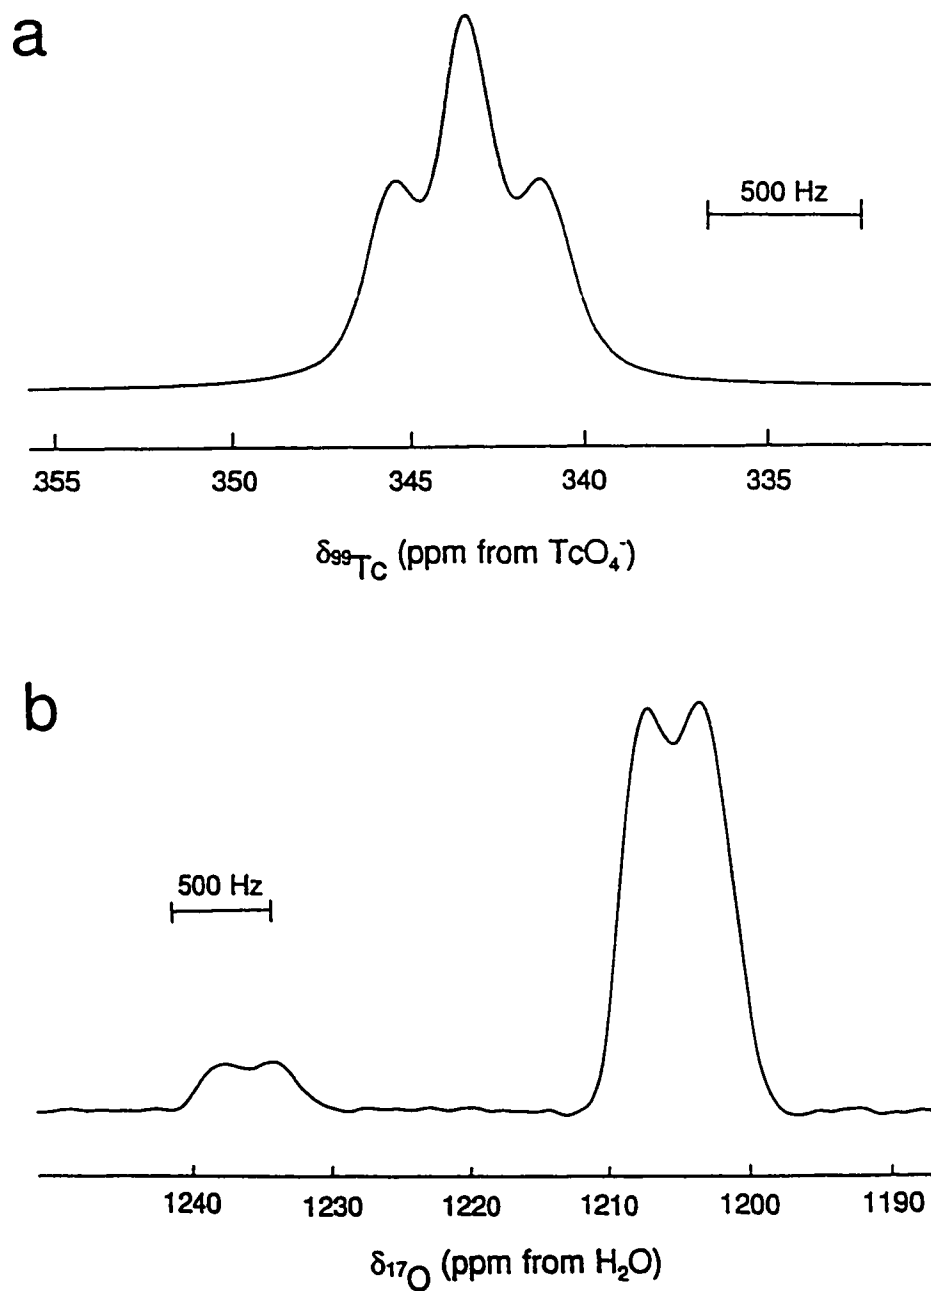 a
500 Hz
355 350 345 340 335
δ⁹⁹Tc (ppm from TcO₄⁻)
b
500 Hz
1240 1230 1220 1210 1200 1190
δ¹⁷O (ppm from H₂O)